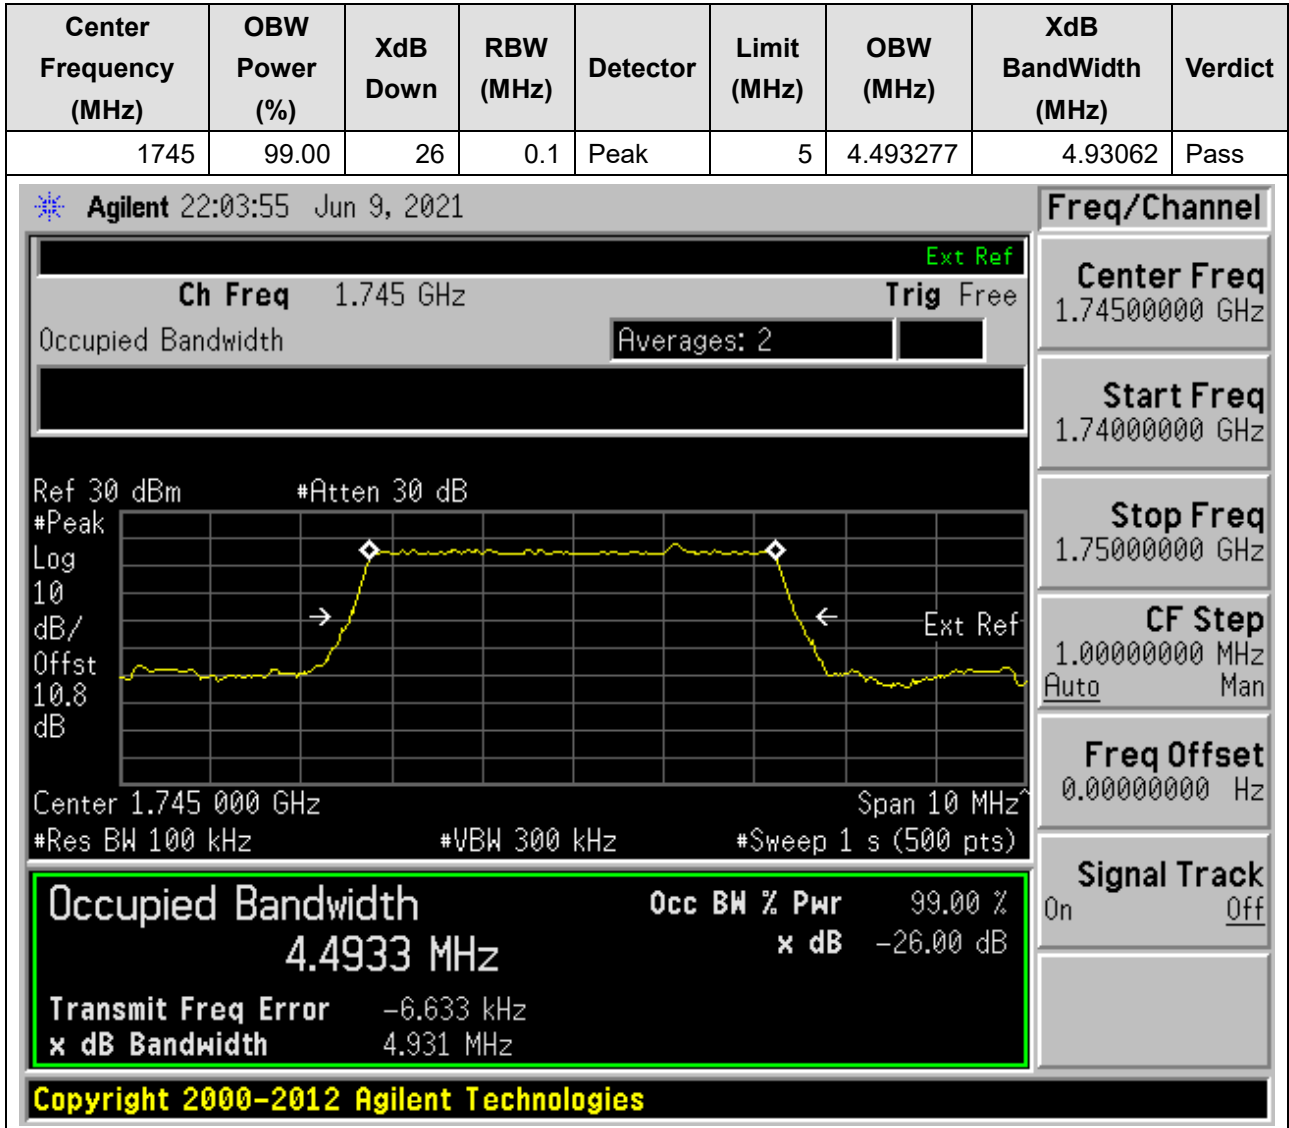 Center Frequency (MHz) OBW Power (%) XdB Down RBW (MHz) Detector Limit (MHz) OBW (MHz) XdB BandWidth (MHz) Verdict
1745 99.00 26 0.1 Peak 5 4.493277 4.93062 Pass
Agilent 22:03:55 Jun 9, 2021
Freq/Channel
Ext Ref
Ch Freq 1.745 GHz Trig Free
Occupied Bandwidth Averages: 2
Ref 30 dBm #Atten 30 dB
#Peak
Log
10
dB/
Offst
10.8
dB
Ext Ref
Center 1.745 000 GHz Span 10 MHz^
#Res BW 100 kHz #VBW 300 kHz #Sweep 1 s (500 pts)
Occupied Bandwidth Occ BW % Pwr 99.00 %
4.4933 MHz x dB -26.00 dB
Transmit Freq Error -6.633 kHz
x dB Bandwidth 4.931 MHz
Center Freq
1.74500000 GHz
Start Freq
1.74000000 GHz
Stop Freq
1.75000000 GHz
CF Step
1.00000000 MHz
Auto Man
Freq Offset
0.00000000 Hz
Signal Track
On Off
Copyright 2000-2012 Agilent Technologies